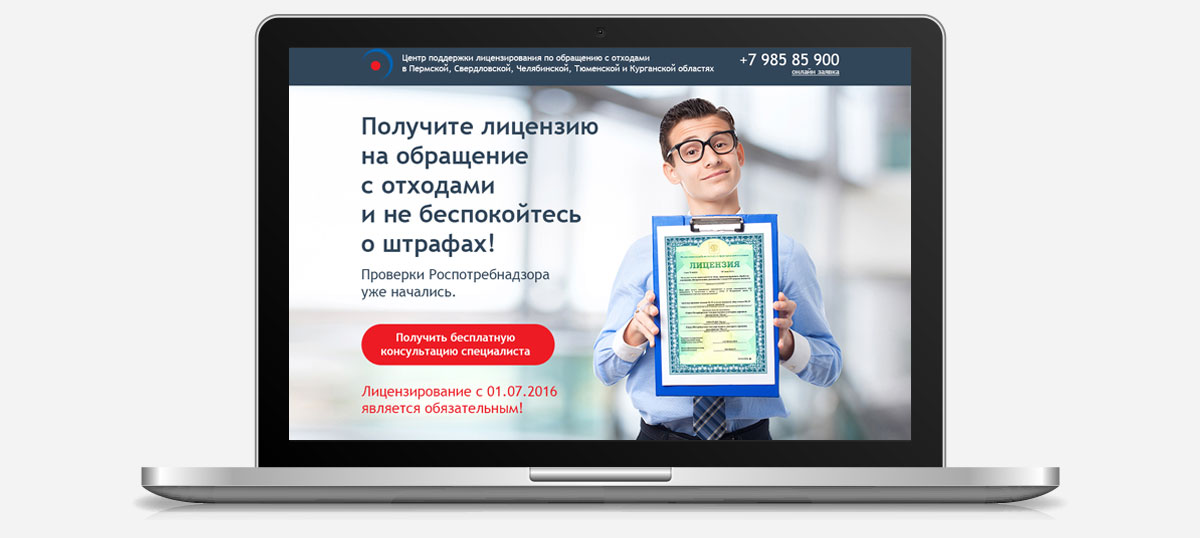 Центр поддержки лицензирования по обращению с отходами
в Пермской, Свердловской, Челябинской, Тюменской и Курганской областях
+7 985 85 900
онлайн заявка
Получите лицензию
на обращение
с отходами
и не беспокойтесь
о штрафах!
Проверки Роспотребнадзора
уже начались.
Получить бесплатную
консультацию специалиста
Лицензирование с 01.07.2016
является обязательным!
ЛИЦЕНЗИЯ